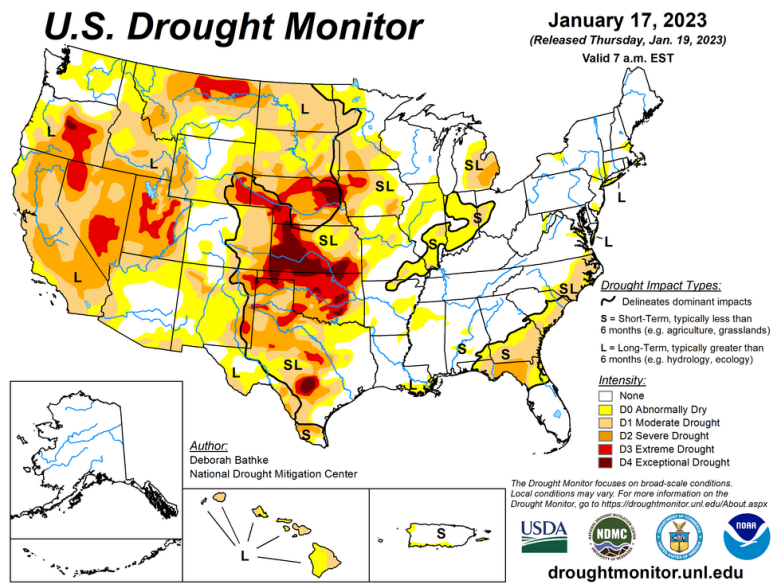 U.S. Drought Monitor
January 17, 2023
(Released Thursday, Jan. 19, 2023)
Valid 7 a.m. EST
L
L
L
SL
SL
S
L
S
SL
L
L
SL
SL
S
S
L
L
S
Drought Impact Types:
Delineates dominant impacts
S = Short-Term, typically less than
6 months (e.g. agriculture, grasslands)
L = Long-Term, typically greater than
6 months (e.g. hydrology, ecology)
Intensity:
None
D0 Abnormally Dry
D1 Moderate Drought
D2 Severe Drought
D3 Extreme Drought
D4 Exceptional Drought
Author:
Deborah Bathke
National Drought Mitigation Center
L
S
The Drought Monitor focuses on broad-scale conditions.
Local conditions may vary. For more information on the
Drought Monitor, go to https://droughtmonitor.unl.edu/About.aspx
USDA
NDMC
NOAA
droughtmonitor.unl.edu